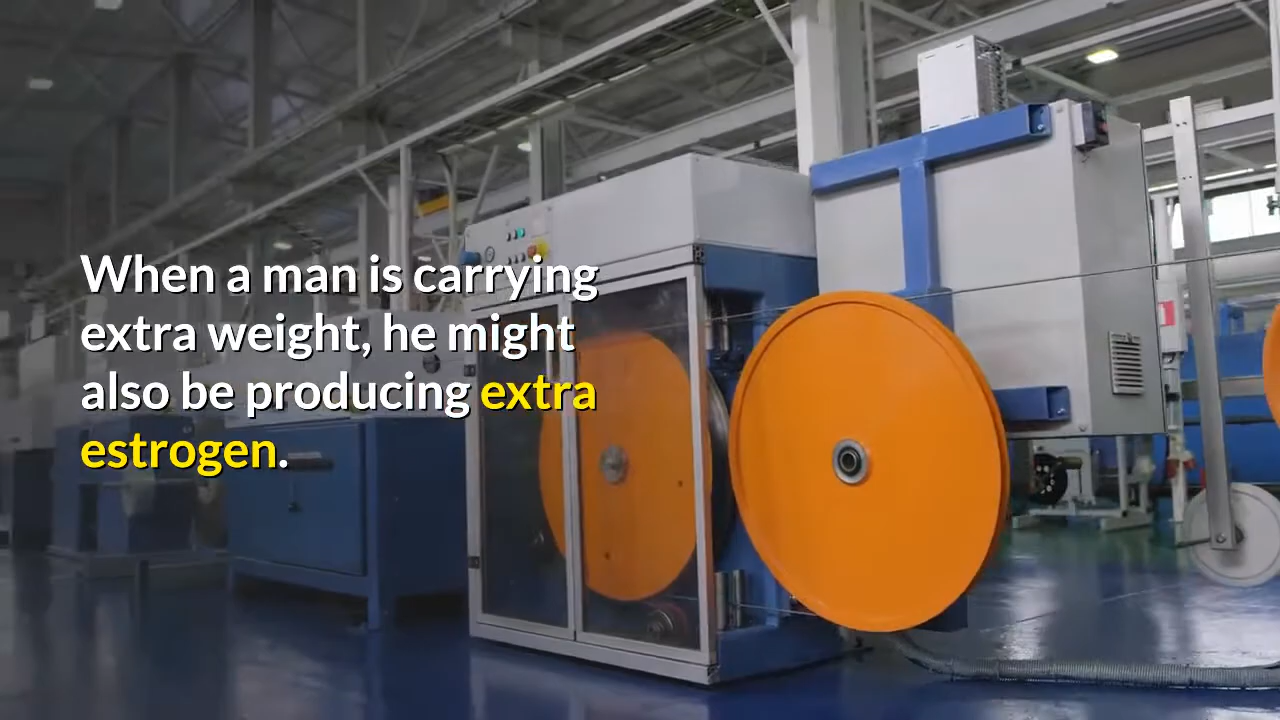 When a man is carrying
extra weight, he might
also be producing extra
estrogen.